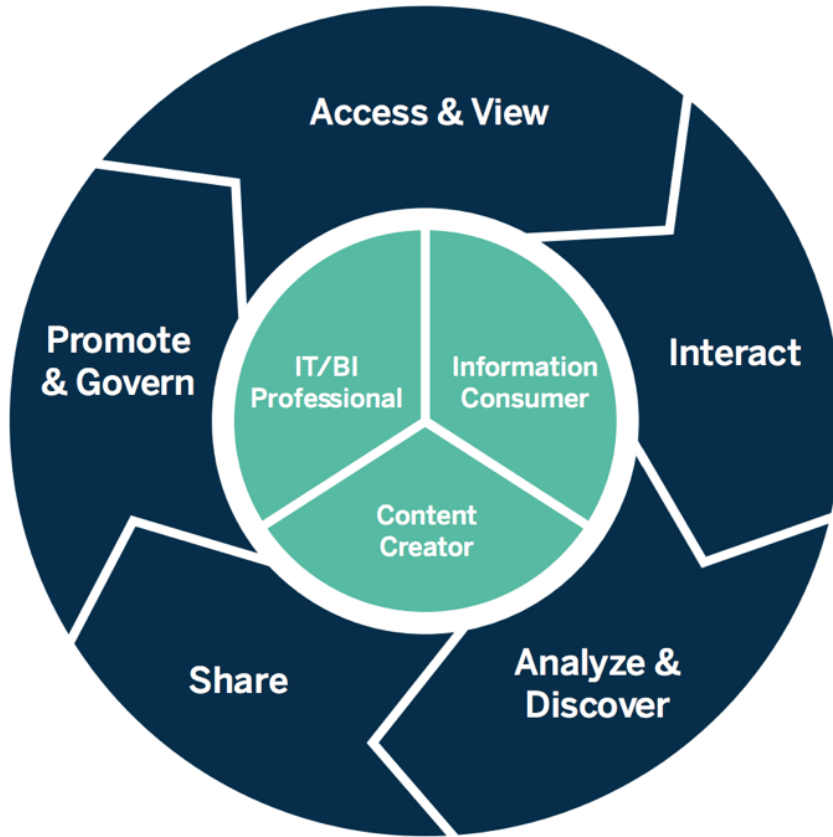 Access & View
Interact
Analyze &
Discover
Share
Promote
& Govern
IT/BI
Professional
Information
Consumer
Content
Creator